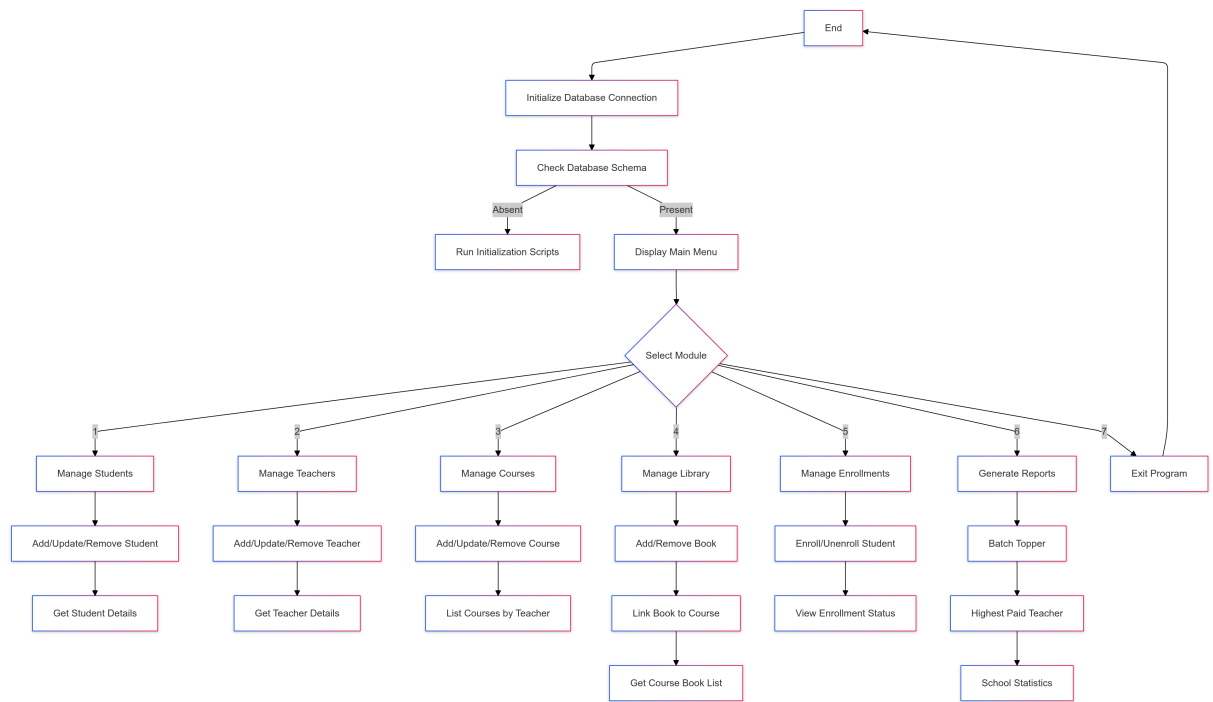 End
Initialize Database Connection
Check Database Schema
Absent
Present
Run Initialization Scripts
Display Main Menu
Select Module
1
2
3
4
5
6
7
Manage Students
Manage Teachers
Manage Courses
Manage Library
Manage Enrollments
Generate Reports
Exit Program
Add/Update/Remove Student
Add/Update/Remove Teacher
Add/Update/Remove Course
Add/Remove Book
Enroll/Unenroll Student
Batch Topper
Get Student Details
Get Teacher Details
List Courses by Teacher
Link Book to Course
View Enrollment Status
Highest Paid Teacher
Get Course Book List
School Statistics